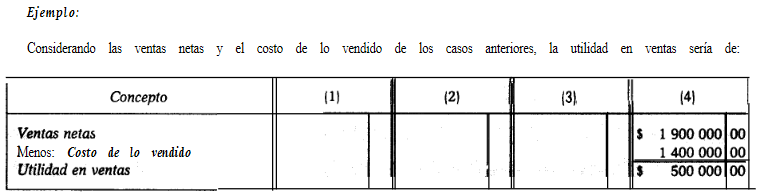 Ejemplo:
Considerando las ventas netas y el costo de lo vendido de los casos anteriores, la utilidad en ventas sería de:
Concepto (1) (2) (3) (4)
Ventas netas $ 1 900 000 00
Menos: Costo de lo vendido 1 400 000 00
Utilidad en ventas $ 500 000 00